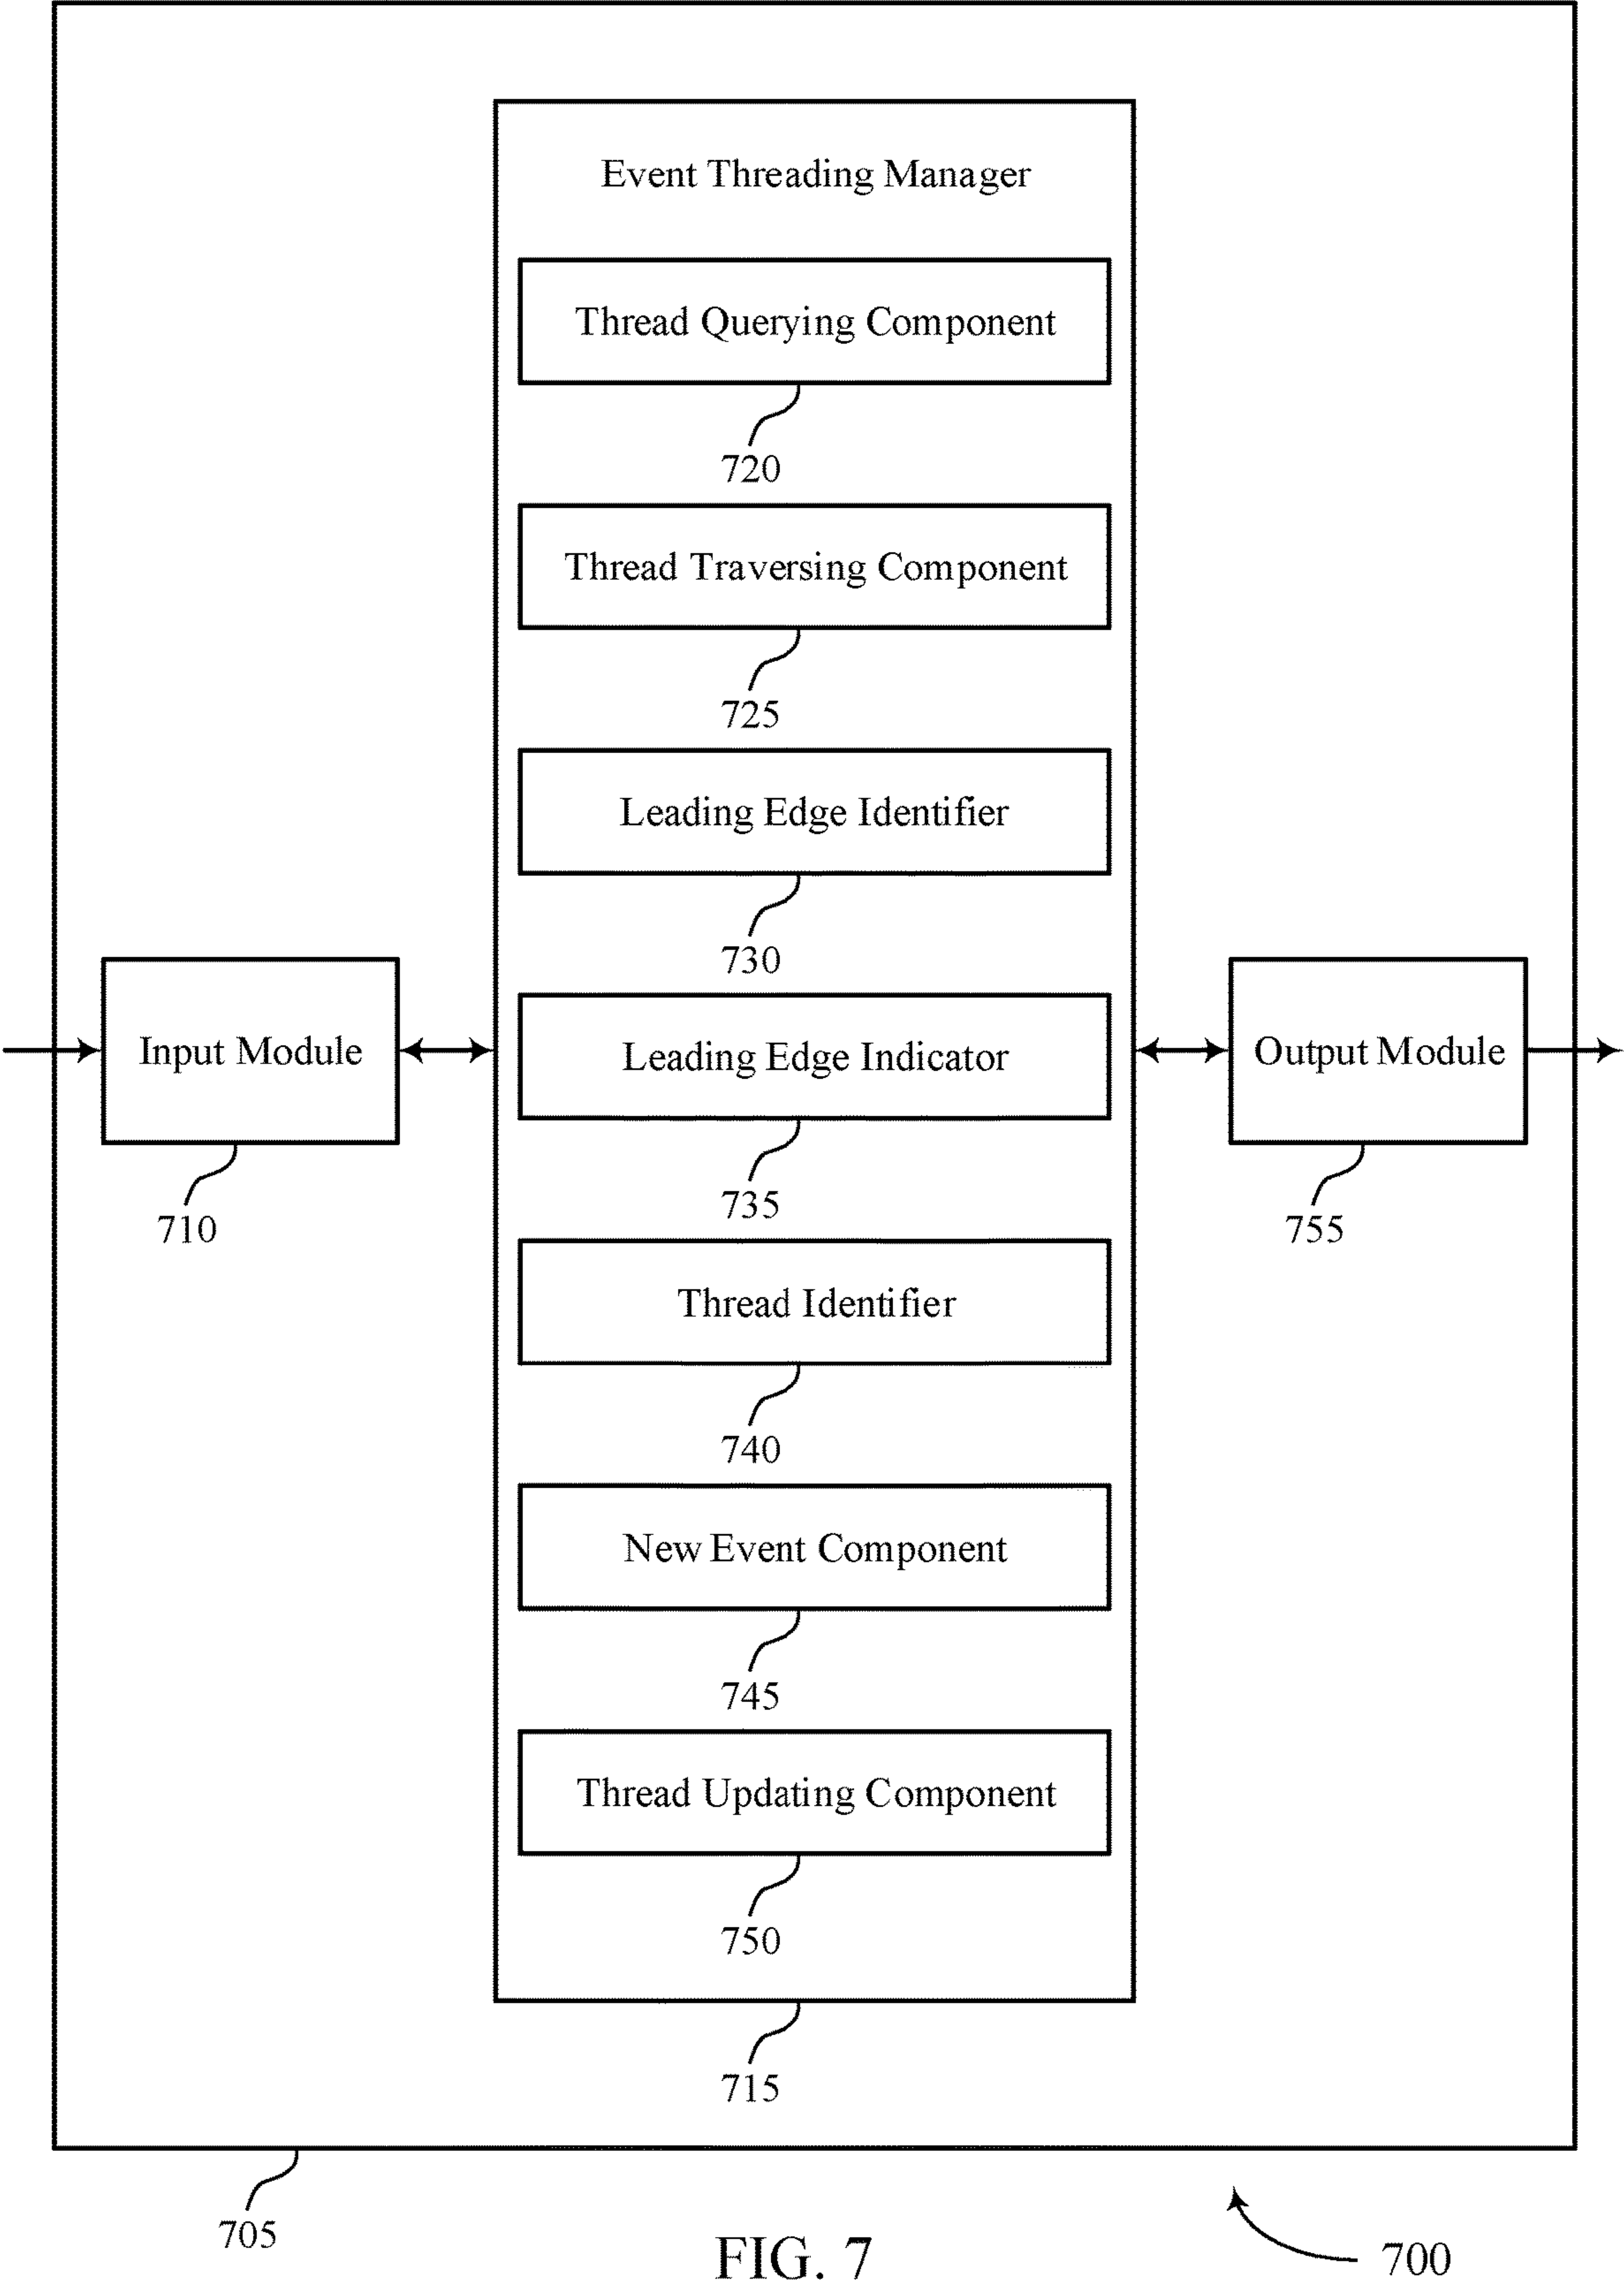 Event Threading Manager
Thread Querying Component
720
Thread Traversing Component
725
Leading Edge Identifier
730
Input Module
710
Leading Edge Indicator
735
Output Module
755
Thread Identifier
740
New Event Component
745
Thread Updating Component
750
715
705
700
FIG. 7